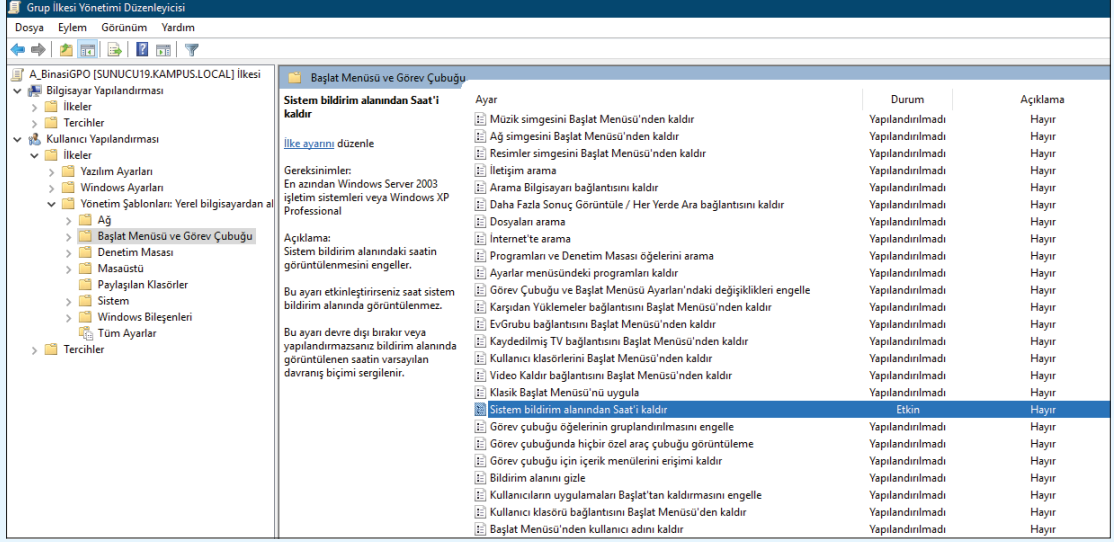 Grup İlkesi Yönetimi Düzenleyicisi
Dosya Eylem Görünüm Yardım
A_BinasiGPO [SUNUCU19.KAMPUS.LOCAL] İlkesi
Bilgisayar Yapılandırması
İlkeler
Tercihler
Kullanıcı Yapılandırması
İlkeler
Yazılım Ayarları
Windows Ayarları
Yönetim Şablonları: Yerel bilgisayardan al
Ağ
Başlat Menüsü ve Görev Çubuğu
Denetim Masası
Masaüstü
Paylaşılan Klasörler
Sistem
Windows Bileşenleri
Tüm Ayarlar
Tercihler
Başlat Menüsü ve Görev Çubuğu
Sistem bildirim alanından Saat'i
kaldır
İlke ayarını düzenle
Gereksinimler:
En azından Windows Server 2003
işletim sistemleri veya Windows XP
Professional
Açıklama:
Sistem bildirim alanındaki saatin
görüntülenmesini engeller.
Bu ayarı etkinleştirirseniz saat sistem
bildirim alanında görüntülenmez.
Bu ayarı devre dışı bırakır veya
yapılandırmazsanız bildirim alanında
görüntülenen saatin varsayılan
davranış biçimi sergilenir.
Ayar Durum Açıklama
Müzik simgesini Başlat Menüsü'nden kaldır Yapılandırılmadı Hayır
Ağ simgesini Başlat Menüsü'nden kaldır Yapılandırılmadı Hayır
Resimler simgesini Başlat Menüsü'nden kaldır Yapılandırılmadı Hayır
İletişim arama Yapılandırılmadı Hayır
Arama Bilgisayarı bağlantısını kaldır Yapılandırılmadı Hayır
Daha Fazla Sonuç Görüntüle / Her Yerde Ara bağlantısını kaldır Yapılandırılmadı Hayır
Dosyaları arama Yapılandırılmadı Hayır
İnternet'te arama Yapılandırılmadı Hayır
Programları ve Denetim Masası öğelerini arama Yapılandırılmadı Hayır
Ayarlar menüsündeki programları kaldır Yapılandırılmadı Hayır
Görev Çubuğu ve Başlat Menüsü Ayarları'ndaki değişiklikleri engelle Yapılandırılmadı Hayır
Karşıdan Yüklemeler bağlantısını Başlat Menüsü'nden kaldır Yapılandırılmadı Hayır
EvGrubu bağlantısını Başlat Menüsü'nden kaldır Yapılandırılmadı Hayır
Kaydedilmiş TV bağlantısını Başlat Menüsü'nden kaldır Yapılandırılmadı Hayır
Kullanıcı klasörlerini Başlat Menüsü'nden kaldır Yapılandırılmadı Hayır
Video Kaldır bağlantısını Başlat Menüsü'nden kaldır Yapılandırılmadı Hayır
Klasik Başlat Menüsü'nü uygula Yapılandırılmadı Hayır
Sistem bildirim alanından Saat'i kaldır Etkin Hayır
Görev çubuğu öğelerinin gruplandırılmasını engelle Yapılandırılmadı Hayır
Görev çubuğunda hiçbir özel araç çubuğu görüntüleme Yapılandırılmadı Hayır
Görev çubuğu için içerik menülerini erişimi kaldır Yapılandırılmadı Hayır
Bildirim alanını gizle Yapılandırılmadı Hayır
Kullanıcıların uygulamaları Başlat'tan kaldırmasını engelle Yapılandırılmadı Hayır
Kullanıcı klasörü bağlantısını Başlat Menüsü'den kaldır Yapılandırılmadı Hayır
Başlat Menüsü'nden kullanıcı adını kaldır Yapılandırılmadı Hayır